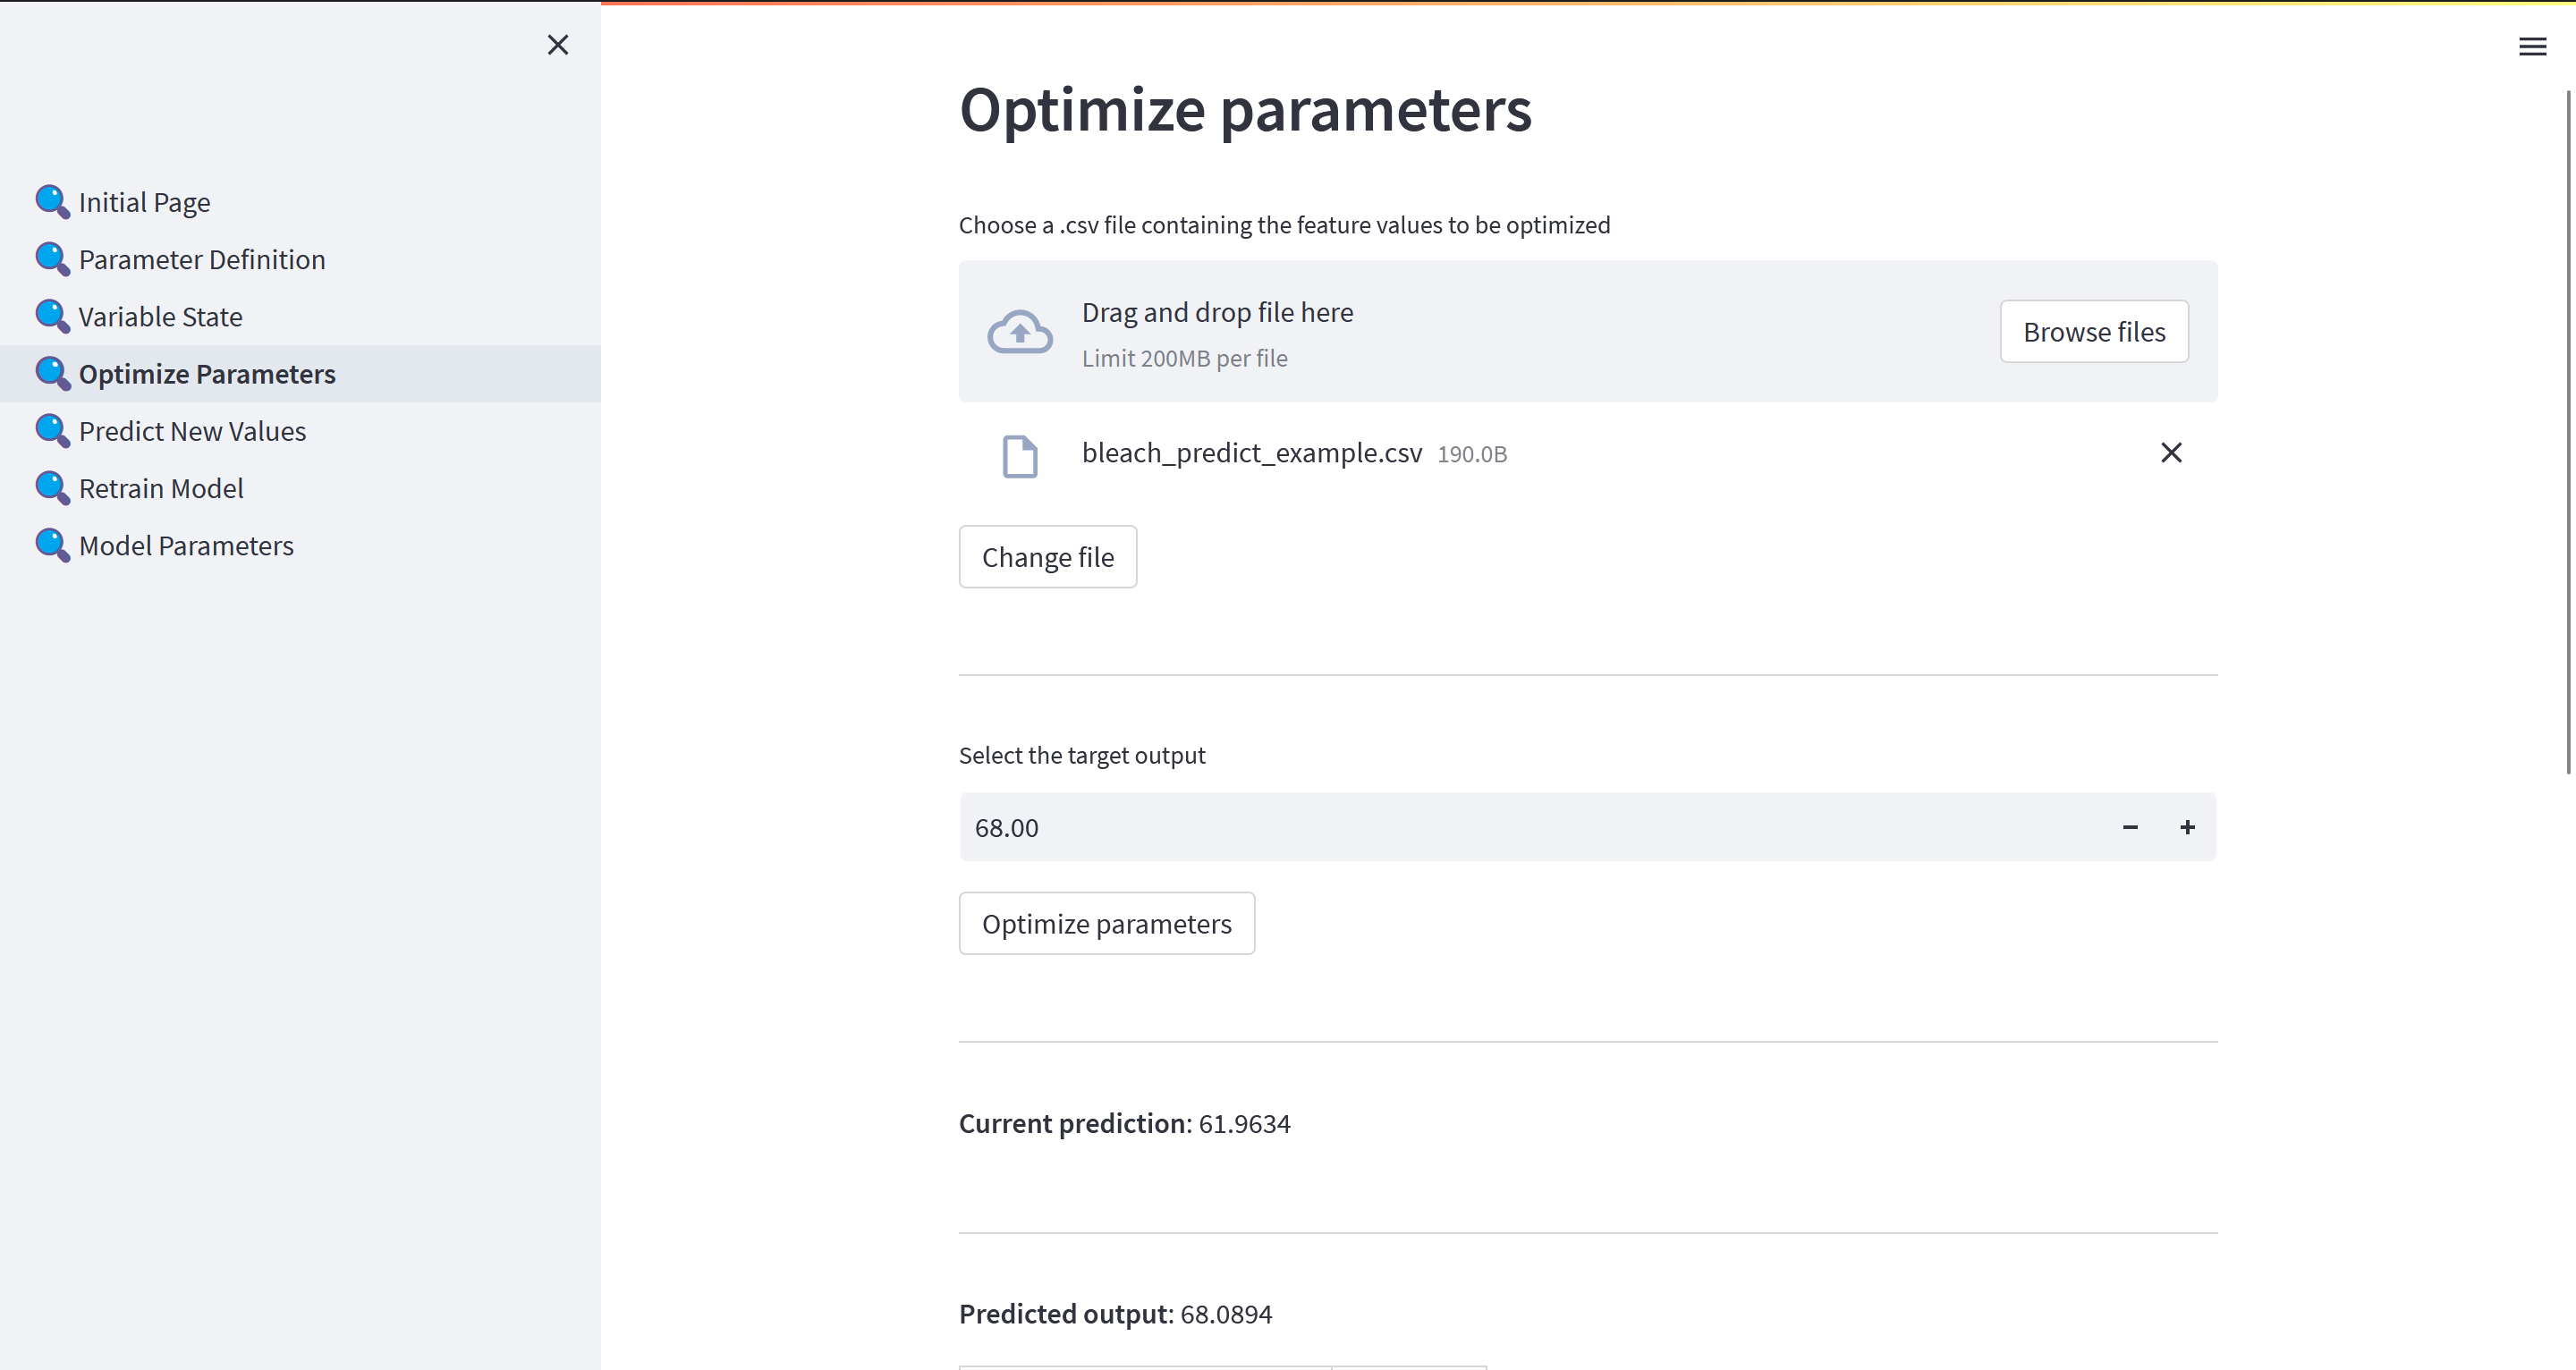 Initial Page
Parameter Definition
Variable State
Optimize Parameters
Predict New Values
Retrain Model
Model Parameters
Optimize parameters
Choose a .csv file containing the feature values to be optimized
Drag and drop file here
Limit 200MB per file
Browse files
bleach_predict_example.csv 190.0B
Change file
Select the target output
68.00
Optimize parameters
Current prediction: 61.9634
Predicted output: 68.0894